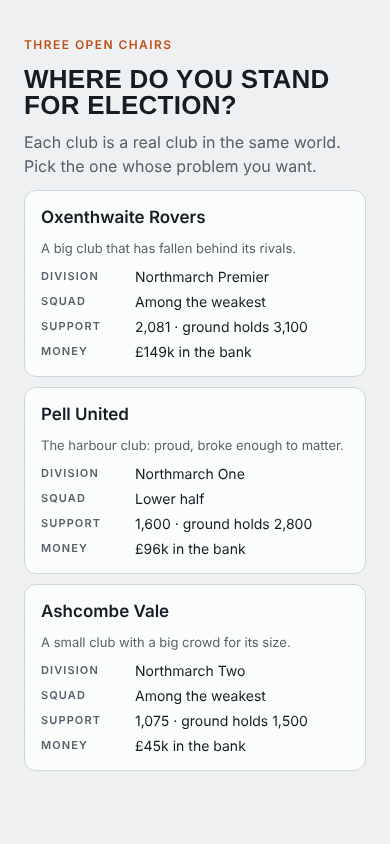 THREE OPEN CHAIRS
WHERE DO YOU STAND
FOR ELECTION?
Each club is a real club in the same world.
Pick the one whose problem you want.
Oxenthwaite Rovers
A big club that has fallen behind its rivals.
DIVISION Northmarch Premier
SQUAD Among the weakest
SUPPORT 2,081 · ground holds 3,100
MONEY £149k in the bank
Pell United
The harbour club: proud, broke enough to matter.
DIVISION Northmarch One
SQUAD Lower half
SUPPORT 1,600 · ground holds 2,800
MONEY £96k in the bank
Ashcombe Vale
A small club with a big crowd for its size.
DIVISION Northmarch Two
SQUAD Among the weakest
SUPPORT 1,075 · ground holds 1,500
MONEY £45k in the bank